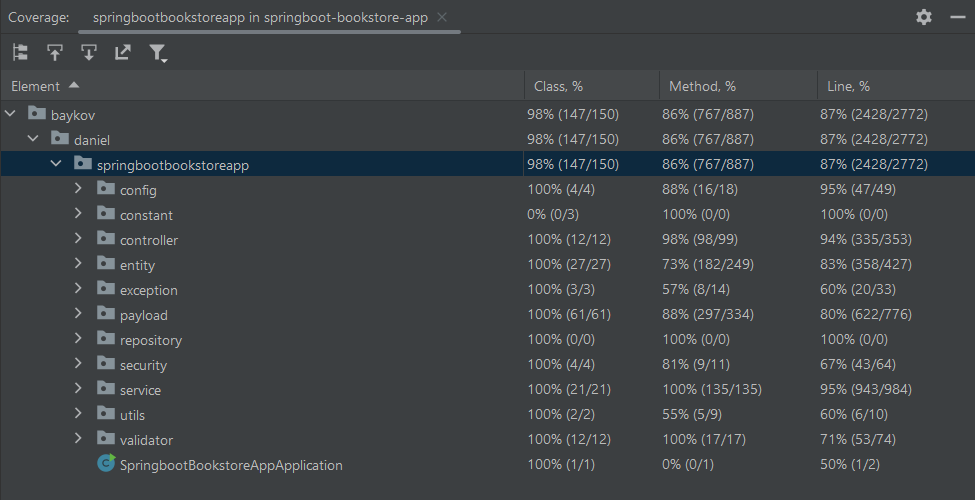 Coverage: springbootbookstoreapp in springboot-bookstore-app
Element Class, % Method, % Line, %
baykov 98% (147/150) 86% (767/887) 87% (2428/2772)
daniel 98% (147/150) 86% (767/887) 87% (2428/2772)
springbootbookstoreapp 98% (147/150) 86% (767/887) 87% (2428/2772)
config 100% (4/4) 88% (16/18) 95% (47/49)
constant 0% (0/3) 100% (0/0) 100% (0/0)
controller 100% (12/12) 98% (98/99) 94% (335/353)
entity 100% (27/27) 73% (182/249) 83% (358/427)
exception 100% (3/3) 57% (8/14) 60% (20/33)
payload 100% (61/61) 88% (297/334) 80% (622/776)
repository 100% (0/0) 100% (0/0) 100% (0/0)
security 100% (4/4) 81% (9/11) 67% (43/64)
service 100% (21/21) 100% (135/135) 95% (943/984)
utils 100% (2/2) 55% (5/9) 60% (6/10)
validator 100% (12/12) 100% (17/17) 71% (53/74)
C SpringbootBookstoreAppApplication 100% (1/1) 0% (0/1) 50% (1/2)